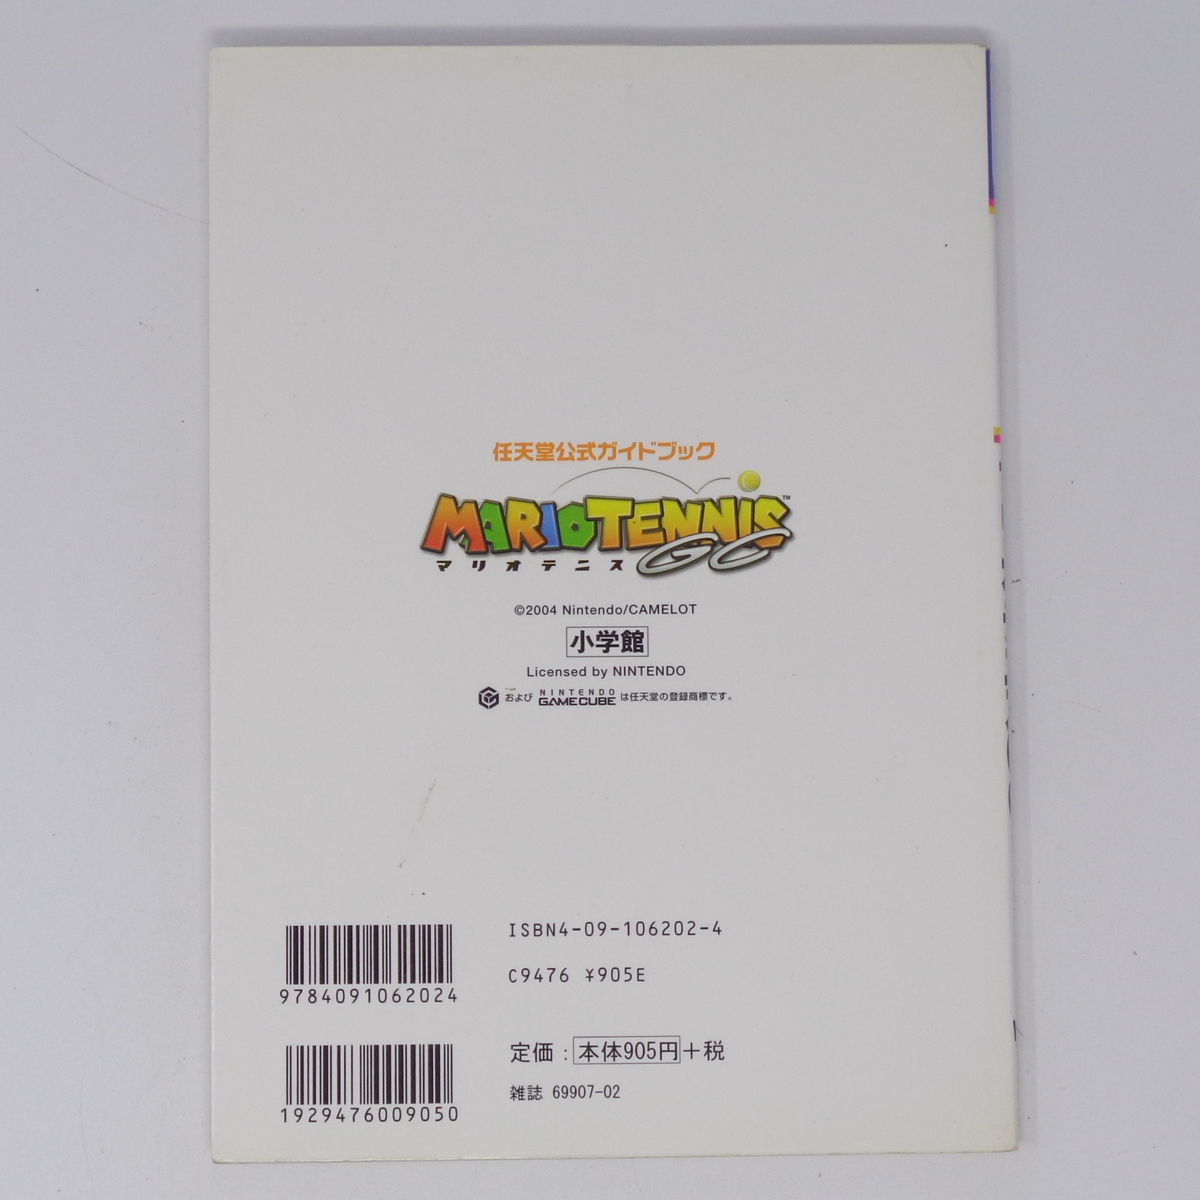 任天堂公式ガイドブック
MARIOTENNIS™
マリオテニス GC
©2004 Nintendo/CAMELOT
小学館
Licensed by NINTENDO
および NINTENDO GAMECUBE は任天堂の登録商標です。
ISBN4-09-106202-4
9784091062024
C9476 ¥905E
定価：本体905円+税
雑誌 69907-02
1929476009050